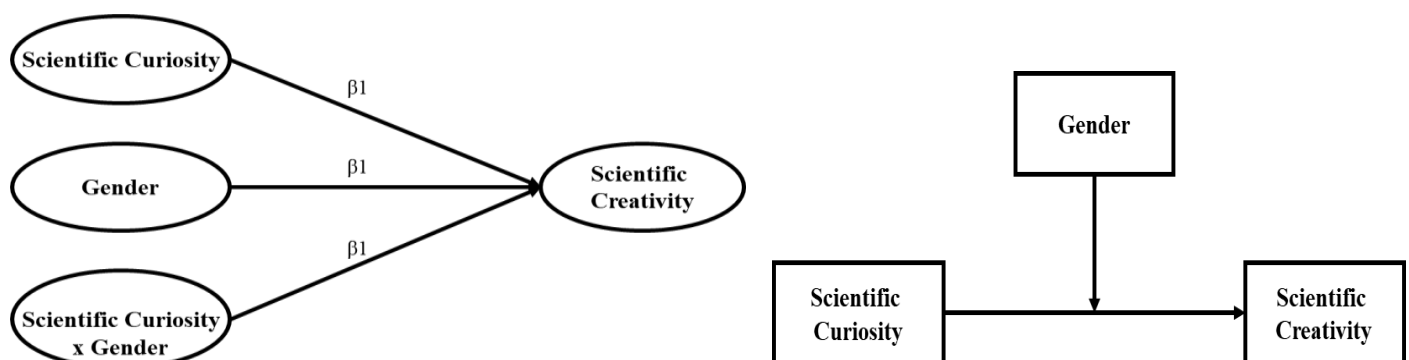 Scientific Curiosity
β1
Gender
β1
Scientific Curiosity
x Gender
β1
Scientific
Creativity
Gender
Scientific
Curiosity
Scientific
Creativity